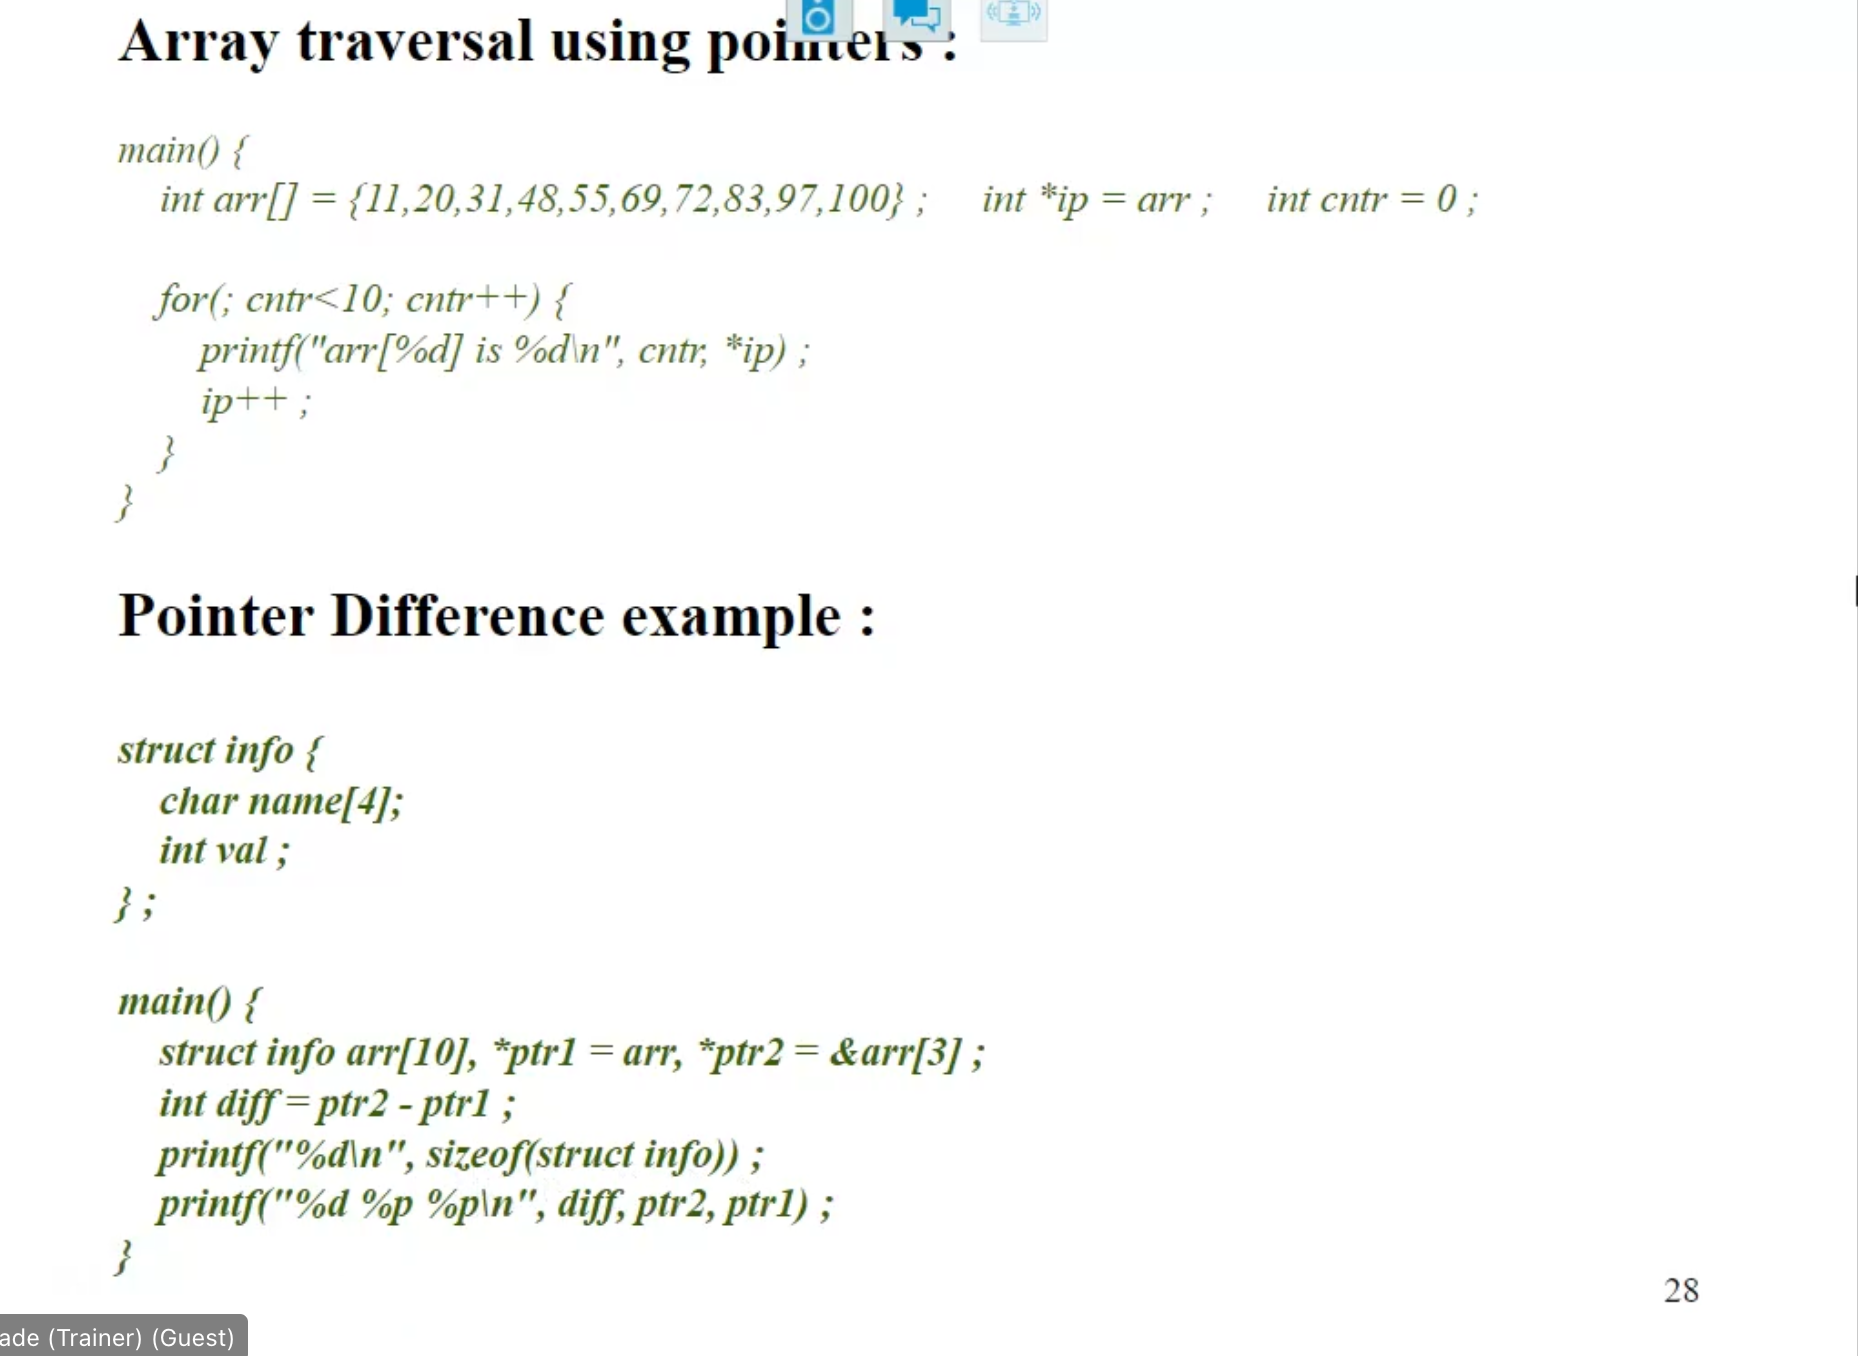 Array traversal using pointers :
main() {
int arr[] = {11,20,31,48,55,69,72,83,97,100} ; int *ip = arr ; int cntr = 0 ;
for(; cntr<10; cntr++) {
printf("arr[%d] is %d\n", cntr, *ip) ;
ip++ ;
}
}
Pointer Difference example :
struct info {
char name[4];
int val ;
} ;
main() {
struct info arr[10], *ptr1 = arr, *ptr2 = &arr[3] ;
int diff = ptr2 - ptr1 ;
printf("%d\n", sizeof(struct info)) ;
printf("%d %p %p\n", diff, ptr2, ptr1) ;
}
28
ade (Trainer) (Guest)